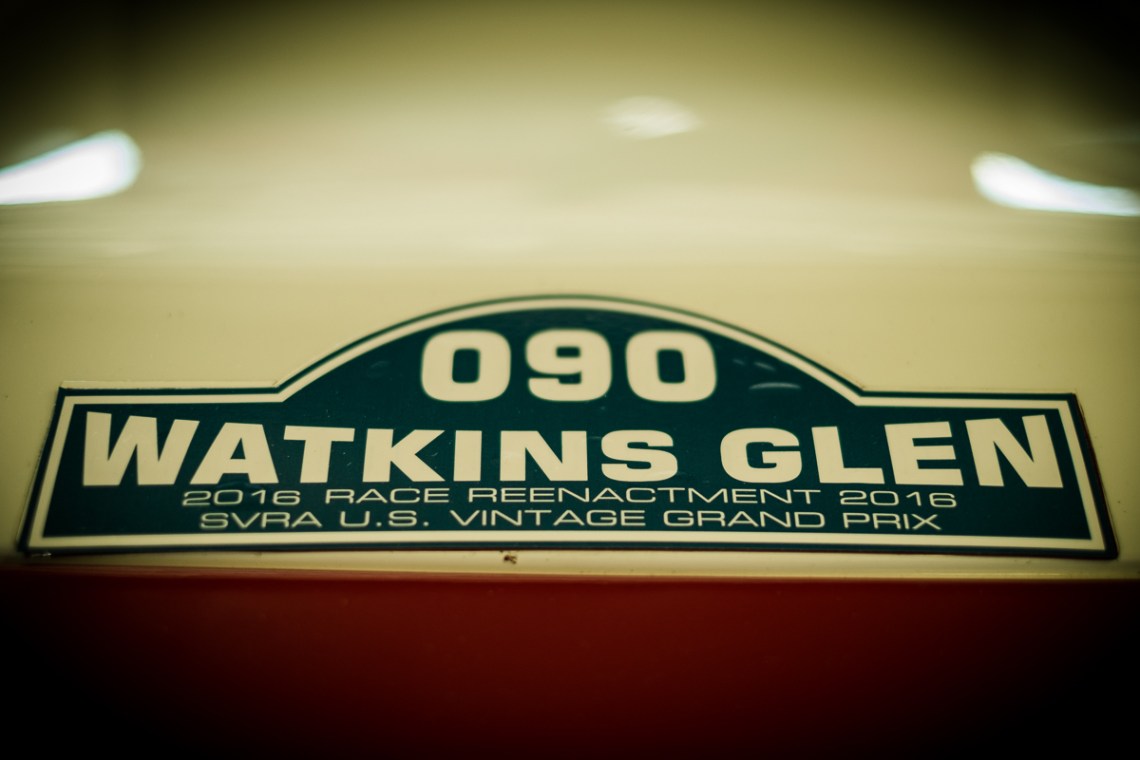 090
WATKINS GLEN
2016 RACE REENACTMENT 2016
SVRA U.S. VINTAGE GRAND PRIX